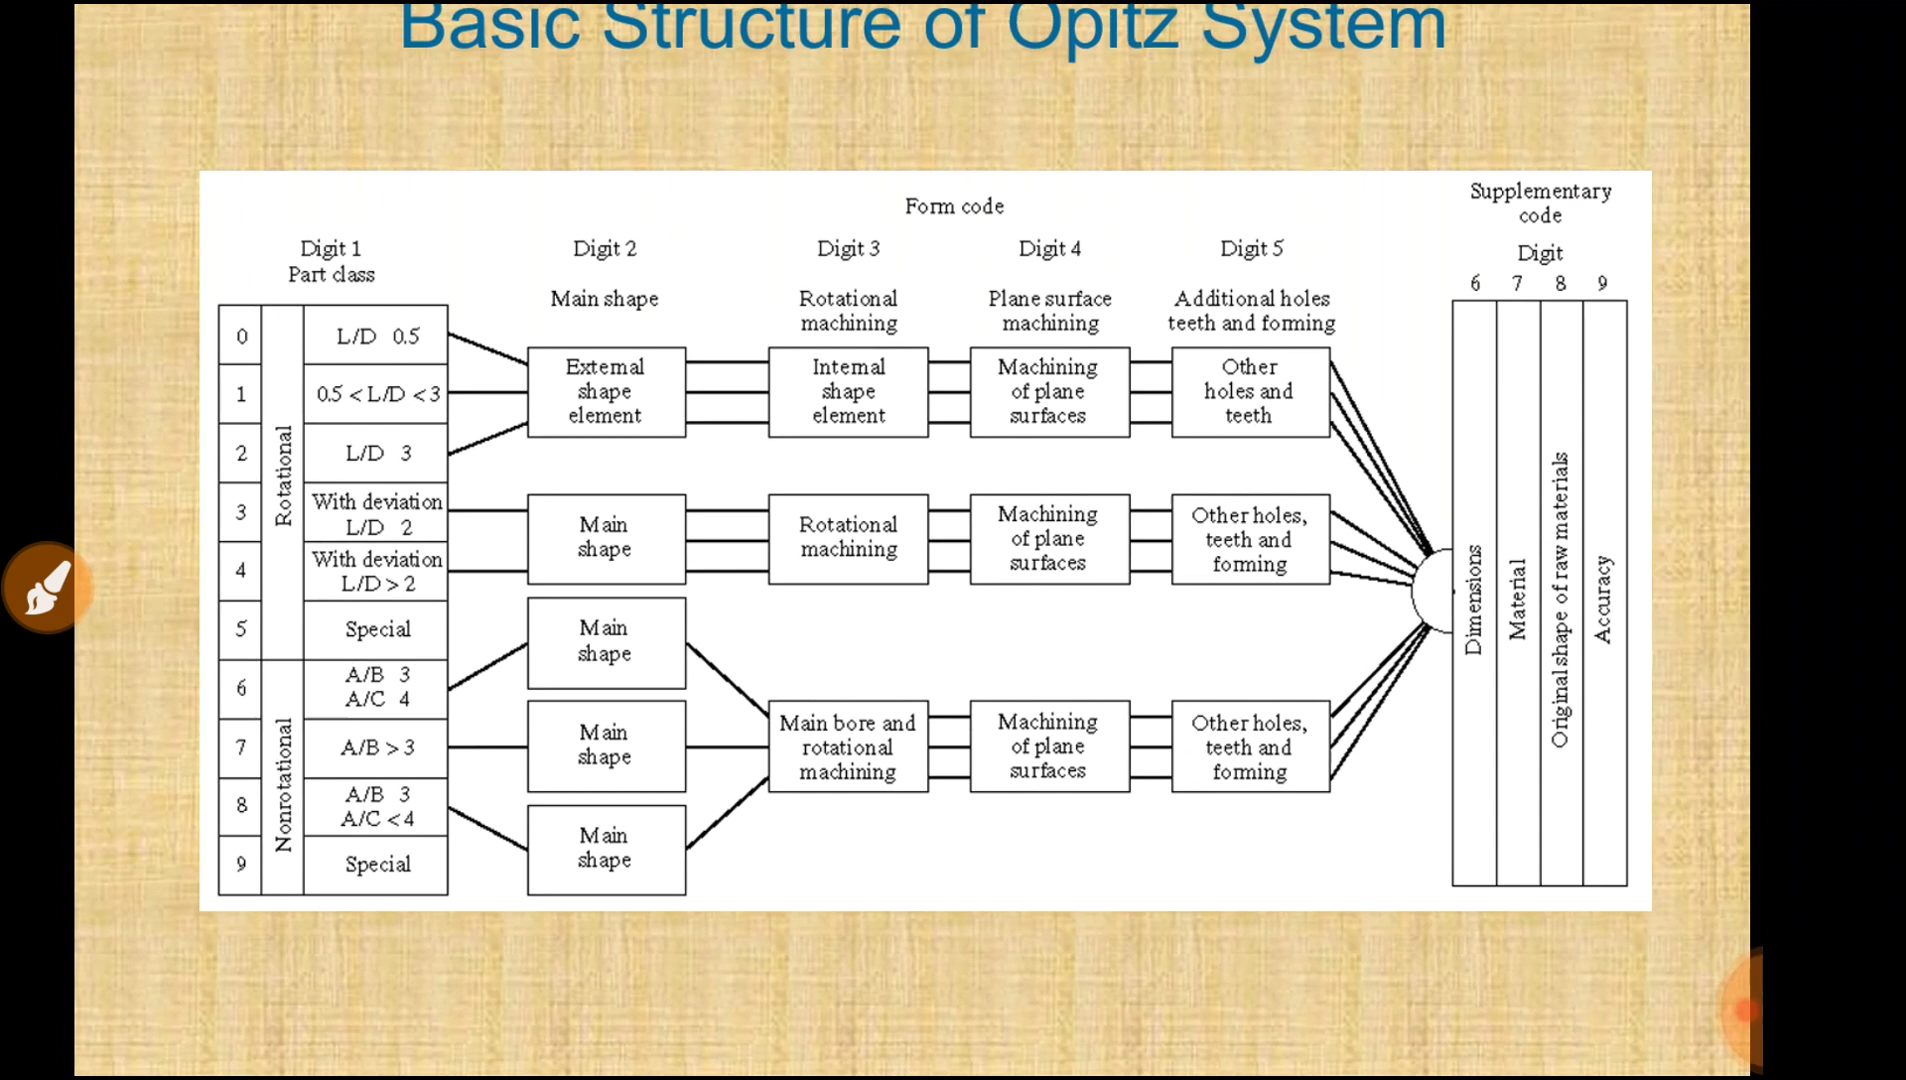 Basic Structure of Opitz System
Form code
Supplementary
code
Digit 1
Part class
Digit 2
Digit 3
Digit 4
Digit 5
Digit
6 7 8 9
Main shape
Rotational
machining
Plane surface
machining
Additional holes
teeth and forming
0
1
2
3
4
5
6
7
8
9
Rotational
Nonrotational
L/D 0.5
0.5 < L/D < 3
L/D 3
With deviation
L/D 2
With deviation
L/D > 2
Special
A/B 3
A/C 4
A/B > 3
A/B 3
A/C < 4
Special
External
shape
element
Internal
shape
element
Machining
of plane
surfaces
Other
holes and
teeth
Main
shape
Rotational
machining
Machining
of plane
surfaces
Other holes,
teeth and
forming
Main
shape
Main
shape
Main
shape
Main bore and
rotational
machining
Machining
of plane
surfaces
Other holes,
teeth and
forming
Dimensions
Material
Original shape of raw materials
Accuracy